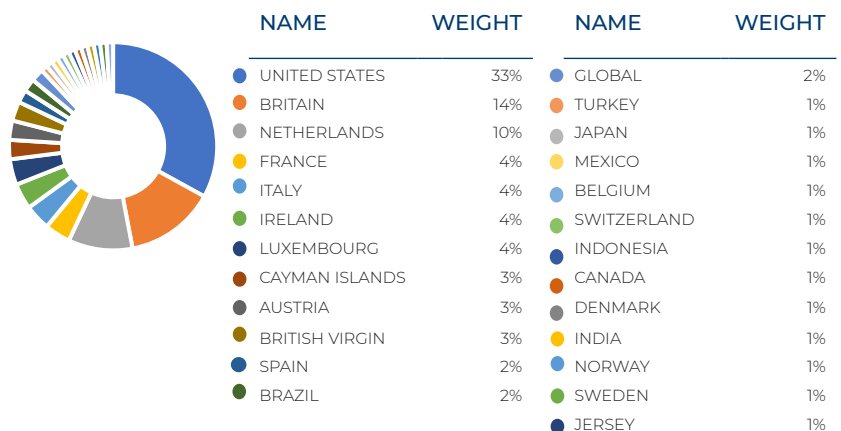 NAME WEIGHT
UNITED STATES 33%
BRITAIN 14%
NETHERLANDS 10%
FRANCE 4%
ITALY 4%
IRELAND 4%
LUXEMBOURG 4%
CAYMAN ISLANDS 3%
AUSTRIA 3%
BRITISH VIRGIN 3%
SPAIN 2%
BRAZIL 2%
NAME WEIGHT
GLOBAL 2%
TURKEY 1%
JAPAN 1%
MEXICO 1%
BELGIUM 1%
SWITZERLAND 1%
INDONESIA 1%
CANADA 1%
DENMARK 1%
INDIA 1%
NORWAY 1%
SWEDEN 1%
JERSEY 1%